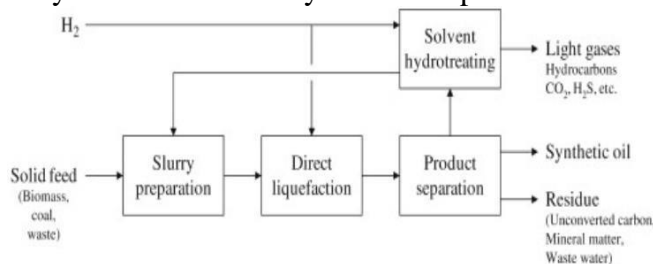 H₂
Solvent
hydrotreating
Light gases
Hydrocarbons
CO₂, H₂S, etc.
Solid feed
(Biomass,
coal,
waste)
Slurry
preparation
Direct
liquefaction
Product
separation
Synthetic oil
Residue
(Unconverted carbon,
Mineral matter,
Waste water)